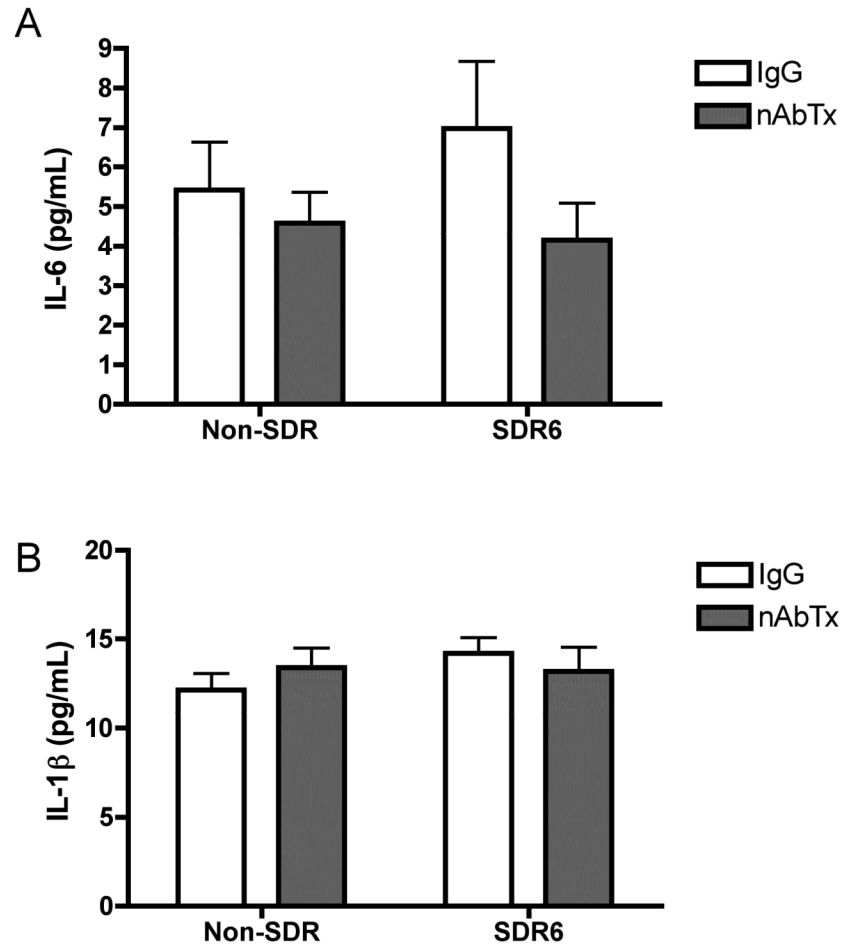 A
IL-6 (pg/mL)
9
8
7
6
5
4
3
2
1
0
Non-SDR SDR6
IgG
nAbTx
B
IL-1β (pg/mL)
20
15
10
5
0
Non-SDR SDR6
IgG
nAbTx